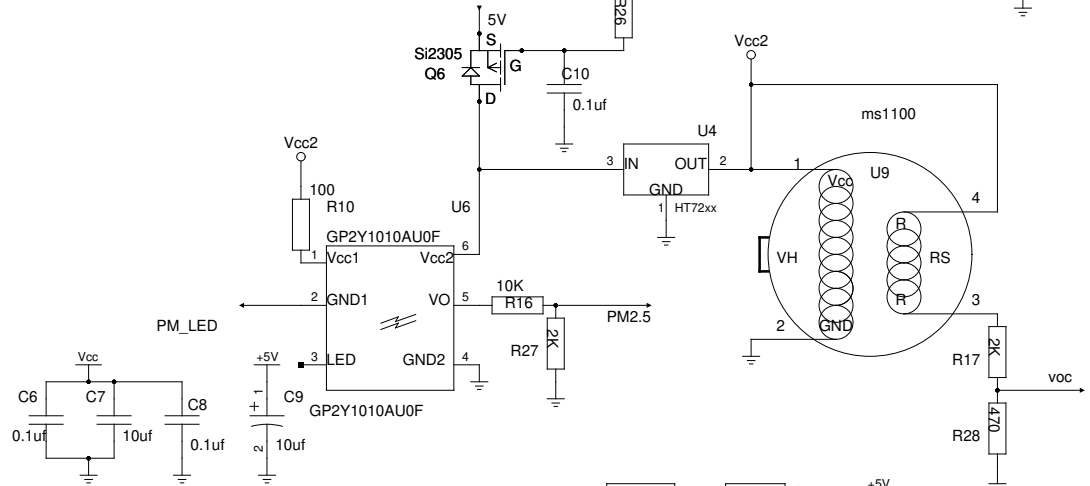 R26
5V
S
Si2305
Q6
G
D
C10
0.1uf
Vcc2
ms1100
U4
3 IN OUT 2
GND
1
HT72xx
1
Vcc
U9
4
R
VH
RS
R
3
2
GND
R17
2K
voc
R28
470
Vcc2
100
R10
U6
GP2Y1010AU0F
1 Vcc1
Vcc2 6
2 GND1
VO 5
10K
R16
PM2.5
PM_LED
R27
2K
3 LED
GND2 4
GP2Y1010AU0F
Vcc
C6
0.1uf
C7
10uf
C8
0.1uf
+5V
+ 1
C9
2
10uf
+5V